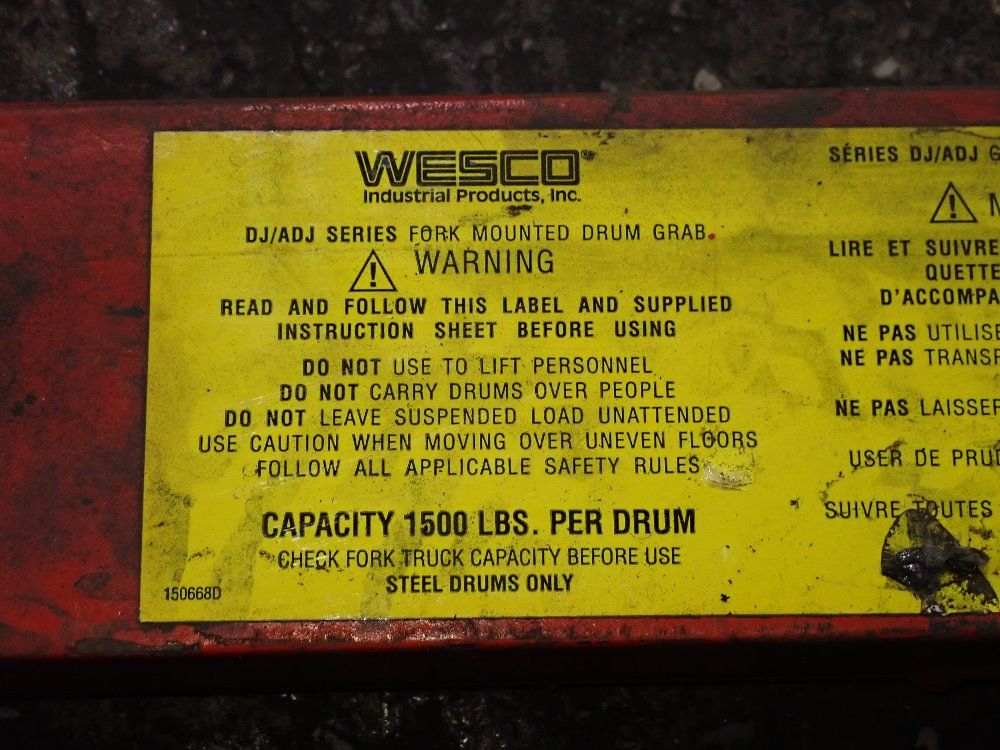 WESCO
Industrial Products, Inc.
DJ/ADJ SERIES FORK MOUNTED DRUM GRAB
WARNING
READ AND FOLLOW THIS LABEL AND SUPPLIED
INSTRUCTION SHEET BEFORE USING
DO NOT USE TO LIFT PERSONNEL
DO NOT CARRY DRUMS OVER PEOPLE
DO NOT LEAVE SUSPENDED LOAD UNATTENDED
USE CAUTION WHEN MOVING OVER UNEVEN FLOORS
FOLLOW ALL APPLICABLE SAFETY RULES
CAPACITY 1500 LBS. PER DRUM
CHECK FORK TRUCK CAPACITY BEFORE USE
STEEL DRUMS ONLY
150668D
SÉRIES DJ/ADJ
LIRE ET SUIVRE
QUETTE
D'ACCOMPA
NE PAS UTILISE
NE PAS TRANSP
NE PAS LAISSER
USER DE PRUD
SUIVRE TOUTES